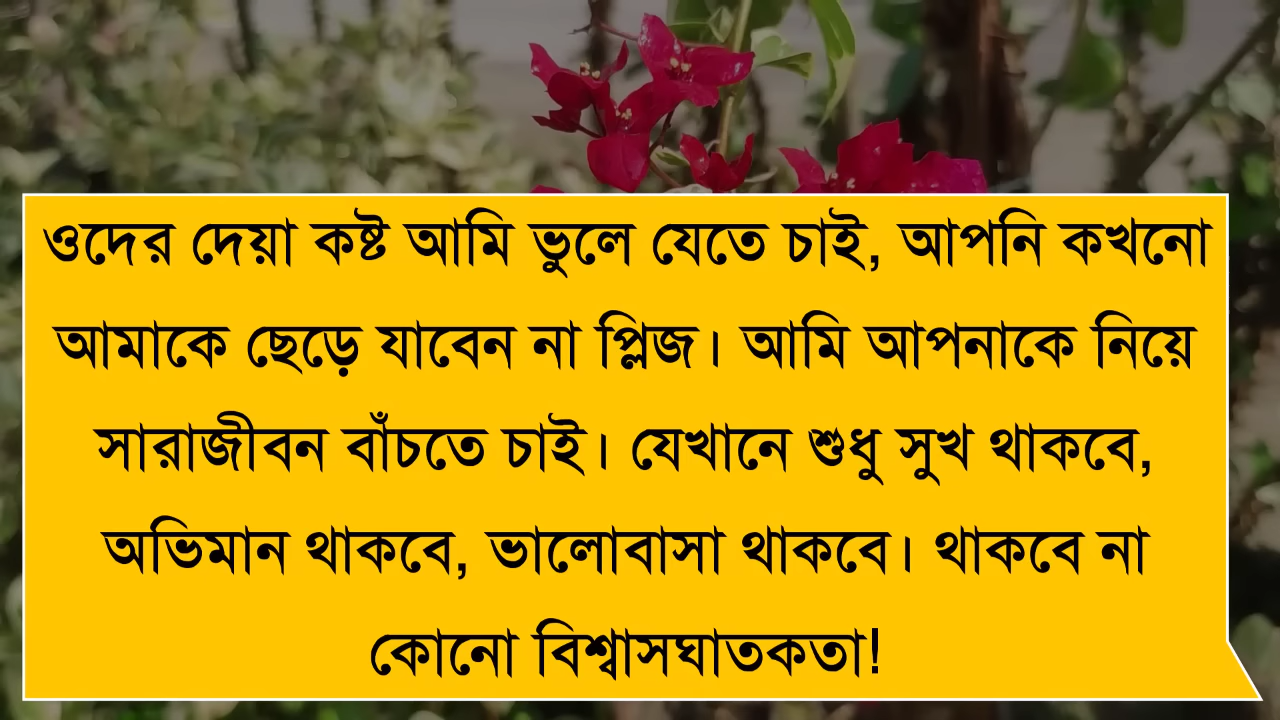 ওদের দেয়া কষ্ট আমি ভুলে যেতে চাই, আপনি কখনো
আমাকে ছেড়ে যাবেন না প্লিজ। আমি আপনাকে নিয়ে
সারাজীবন বাঁচতে চাই। যেখানে শুধু সুখ থাকবে,
অভিমান থাকবে, ভালোবাসা থাকবে। থাকবে না
কোনো বিশ্বাসঘাতকতা!